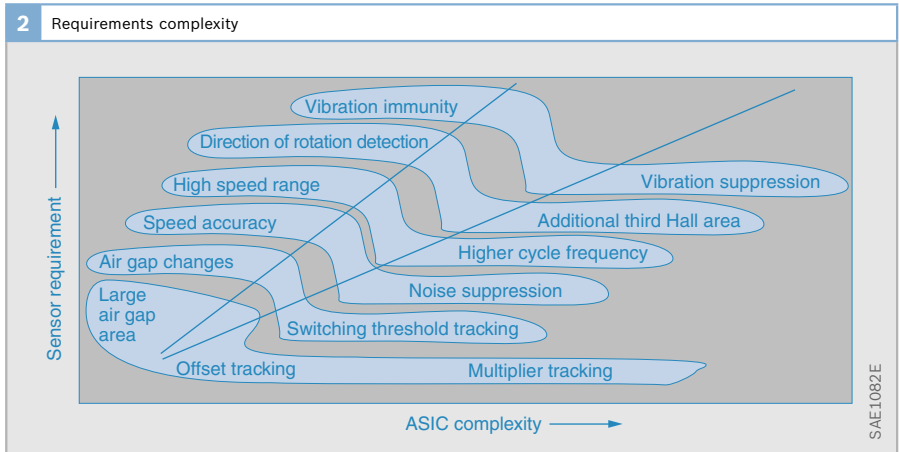 2 Requirements complexity
Vibration immunity
Direction of rotation detection
High speed range
Vibration suppression
Speed accuracy
Additional third Hall area
Air gap changes
Higher cycle frequency
Large
air gap
area
Noise suppression
Switching threshold tracking
Offset tracking
Multiplier tracking
Sensor requirement
ASIC complexity
SAE1082E